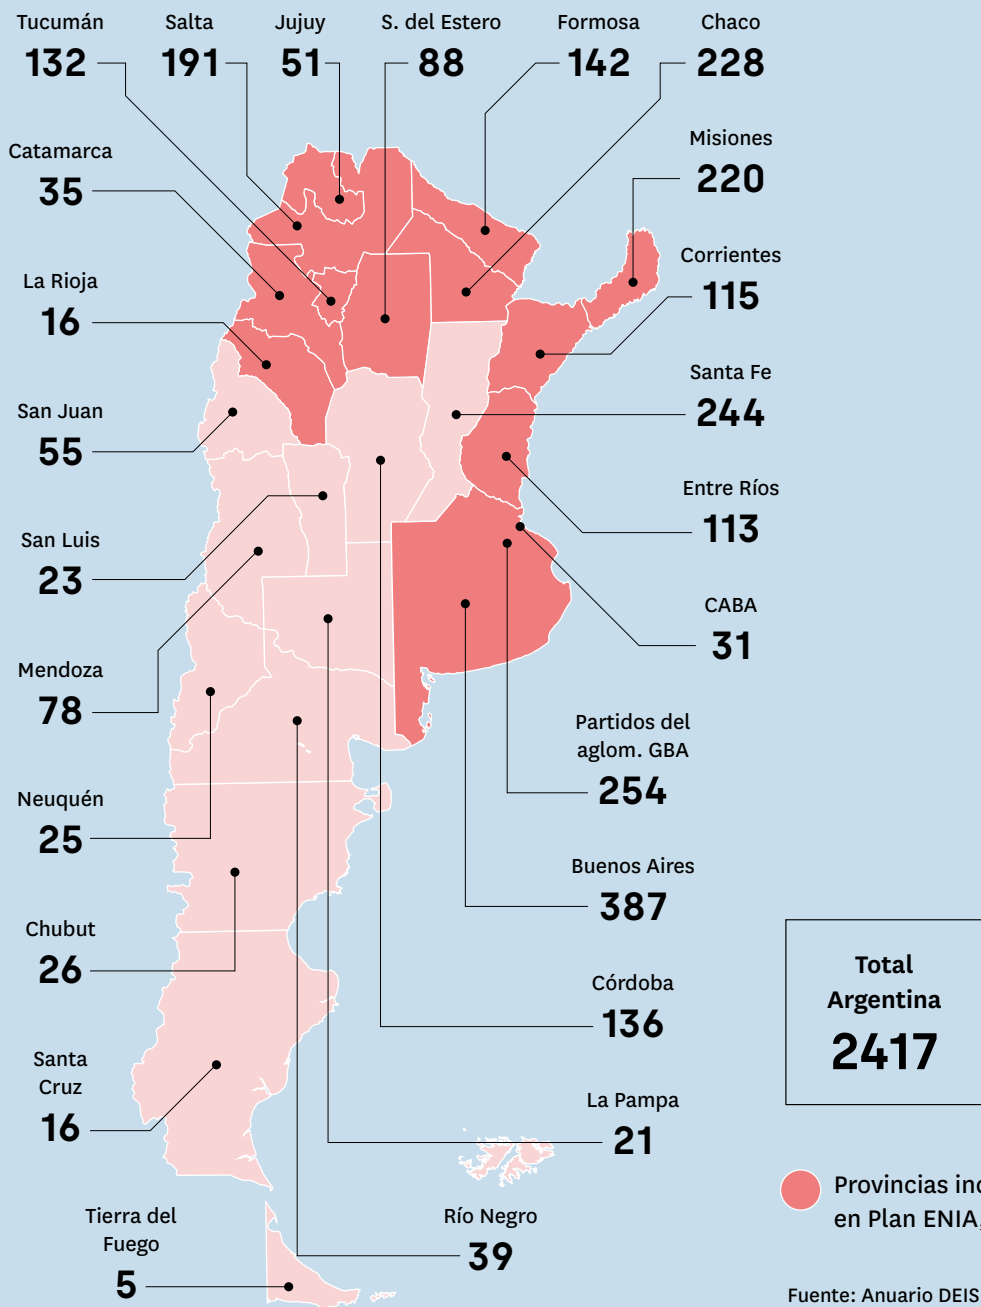 Tucumán
132
Salta
191
Jujuy
51
S. del Estero
88
Formosa
142
Chaco
228
Catamarca
35
Misiones
220
La Rioja
16
Corrientes
115
San Juan
55
Santa Fe
244
San Luis
23
Entre Ríos
113
Mendoza
78
CABA
31
Neuquén
25
Partidos del
aglom. GBA
254
Chubut
26
Buenos Aires
387
Santa
Cruz
16
Córdoba
136
Total
Argentina
2417
La Pampa
21
Tierra del
Fuego
5
Río Negro
39
Provincias
en Plan ENIA
Fuente: Anuario DEIS